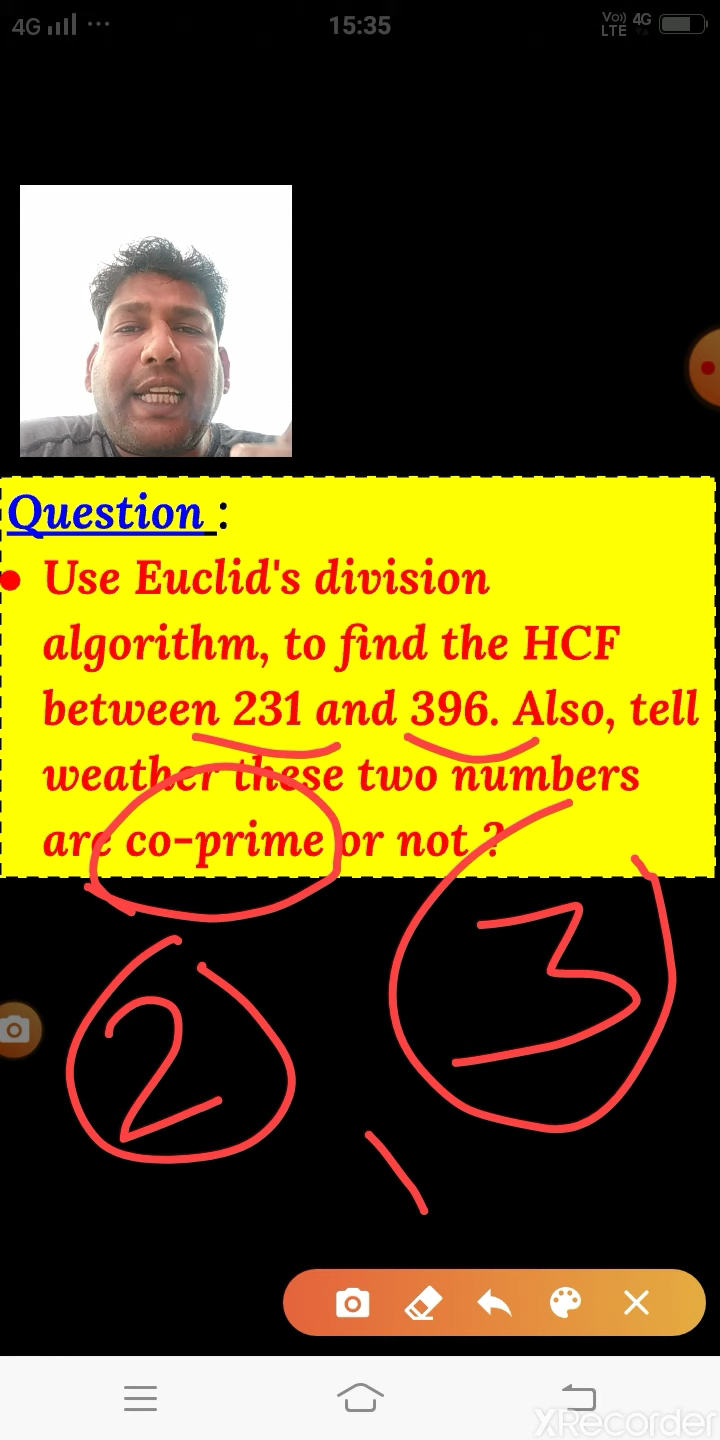 4G ... 15:35 Vo)) LTE 4G
Question :
• Use Euclid's division
algorithm, to find the HCF
between 231 and 396. Also, tell
weather these two numbers
are co-prime or not ?
2 , 3
XRecorder